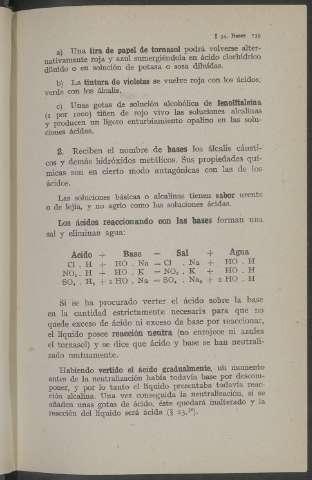 § 34. Bases 139
a) Una tira de papel de tornasol podrá volverse alter-
nativamente roja y azul sumergiéndola en ácido clorhídrico
diluido o en solución de potasa o sosa diluidas.
b) La tintura de violetas se vuelve roja con los ácidos,
verde con los álcalis.
c) Unas gotas de solución alcohólica de fenolftaleína
(1 por 1000) tiñen de rojo vivo las soluciones alcalinas
y producen un ligero enturbiamiento opalino en las solu-
ciones ácidas.
2. Reciben el nombre de bases los álcalis cáusti-
cos y demás hidróxidos metálicos. Sus propiedades quí-
micas son en cierto modo antagónicas con las de los
ácidos.
Las soluciones básicas o alcalinas tienen sabor urente
o de lejía, y no agrio como las soluciones ácidas.
Los ácidos reaccionando con las bases forman una
sal y eliminan agua:
Ácido + Base = Sal + Agua
Cl . H + HO . Na = Cl . Na + HO . H
NO₃ . H + HO . K = NO₃ . K + HO . H
SO₄ . H₂ + 2 HO . Na = SO₄ . Na₂ + 2 HO . H
Si se ha procurado verter el ácido sobre la base
en la cantidad estrictamente necesaria para que no
quede exceso de ácido ni exceso de base por reaccionar,
el líquido posee reacción neutra (no enrojece ni azulea
el tornasol) y se dice que ácido y base se han neutrali-
zado mutuamente.
Habiendo vertido el ácido gradualmente, un momento
antes de la neutralización había todavía base por descom-
poner, y por lo tanto el líquido presentaba todavía reac-
ción alcalina. Una vez conseguida la neutralización, si se
añaden unas gotas de ácido, éste quedará inalterado y la
reacción del líquido será ácida (§ 23,